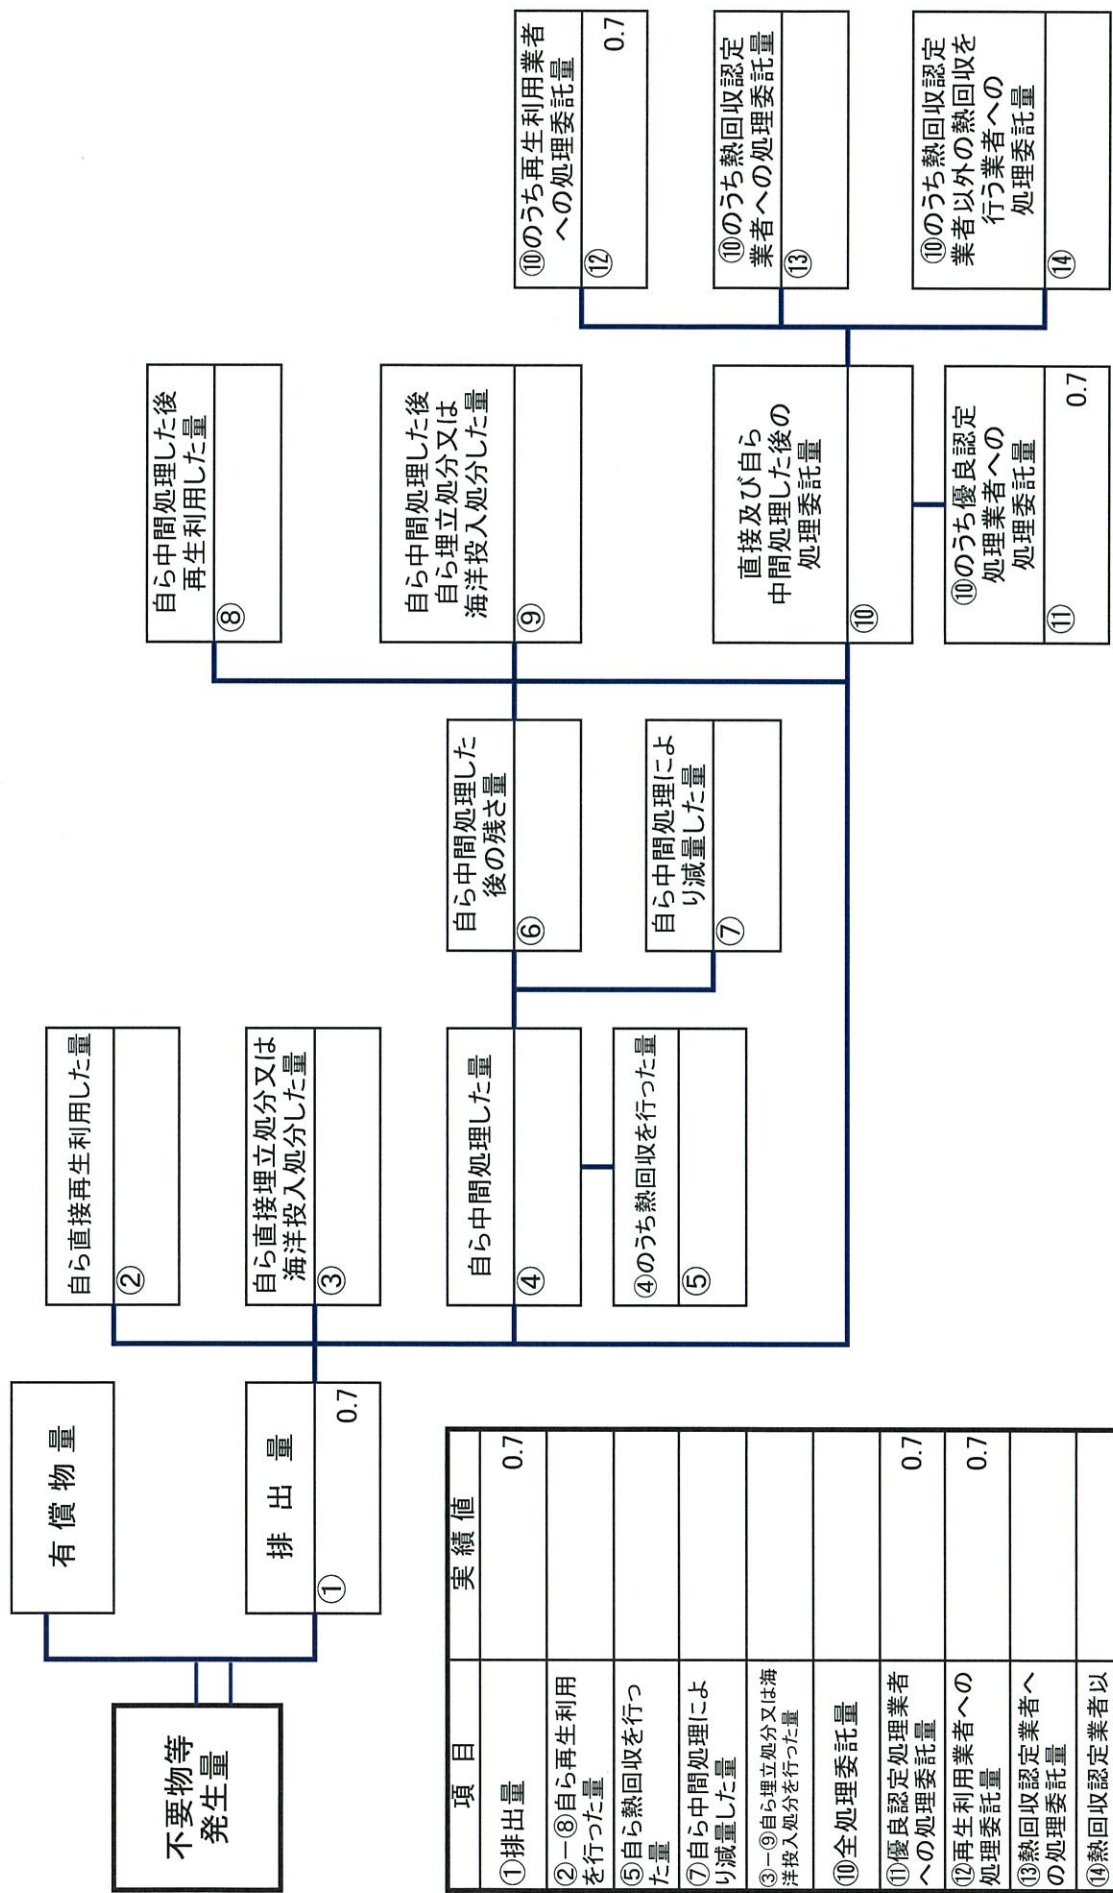 不要物等
発生量
有 償 物 量
排 出 量
①
0.7
自ら直接再生利用した量
②
自ら直接埋立処分又は
海洋投入処分した量
③
自ら中間処理した量
④
④のうち熱回収を行った量
⑤
自ら中間処理した
後の残さ量
⑥
自ら中間処理によ
り減量した量
⑦
自ら中間処理した後
再生利用した量
⑧
自ら中間処理した後
自ら埋立処分又は
海洋投入処分した量
⑨
直接及び自ら
中間処理した後の
処理委託量
⑩
⑩のうち優良認定
処理業者への
処理委託量
⑪
0.7
⑩のうち再生利用業者
への処理委託量
⑫
0.7
⑩のうち熱回収認定
業者への処理委託量
⑬
⑩のうち熱回収認定
業者以外の熱回収を
行う業者への
処理委託量
⑭
項 目
実 績 値
①排出量
0.7
②ー⑧自ら再生利用
を行った量
⑤自ら熱回収を行っ
た量
⑦自ら中間処理によ
り減量した量
③ー⑨自ら埋立処分又は海
洋投入処分を行った量
⑩全処理委託量
⑪優良認定処理業者
への処理委託量
0.7
⑫再生利用業者への
処理委託量
0.7
⑬熱回収認定業者へ
の処理委託量
⑭熱回収認定業者以